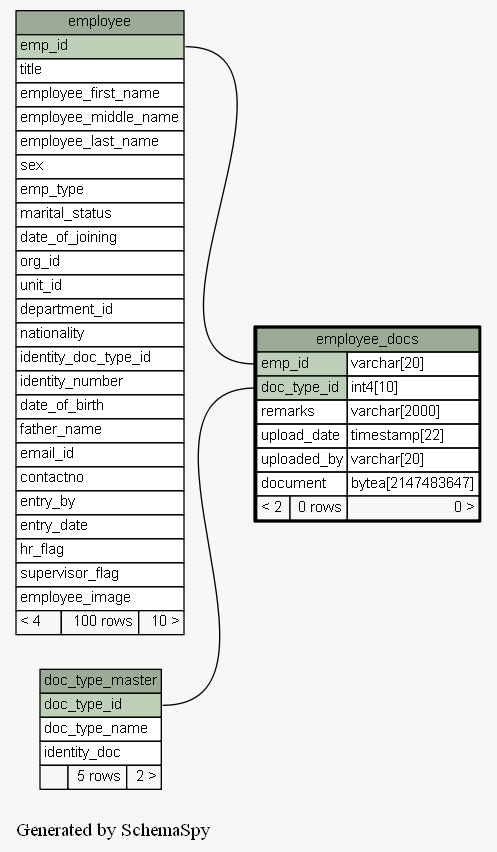 employee
emp_id
title
employee_first_name
employee_middle_name
employee_last_name
sex
emp_type
marital_status
date_of_joining
org_id
unit_id
department_id
nationality
identity_doc_type_id
identity_number
date_of_birth
father_name
email_id
contactno
entry_by
entry_date
hr_flag
supervisor_flag
employee_image
< 4 100 rows 10 >
employee_docs
emp_id varchar[20]
doc_type_id int4[10]
remarks varchar[2000]
upload_date timestamp[22]
uploaded_by varchar[20]
document bytea[2147483647]
< 2 0 rows 0 >
doc_type_master
doc_type_id
doc_type_name
identity_doc
5 rows 2 >
Generated by SchemaSpy